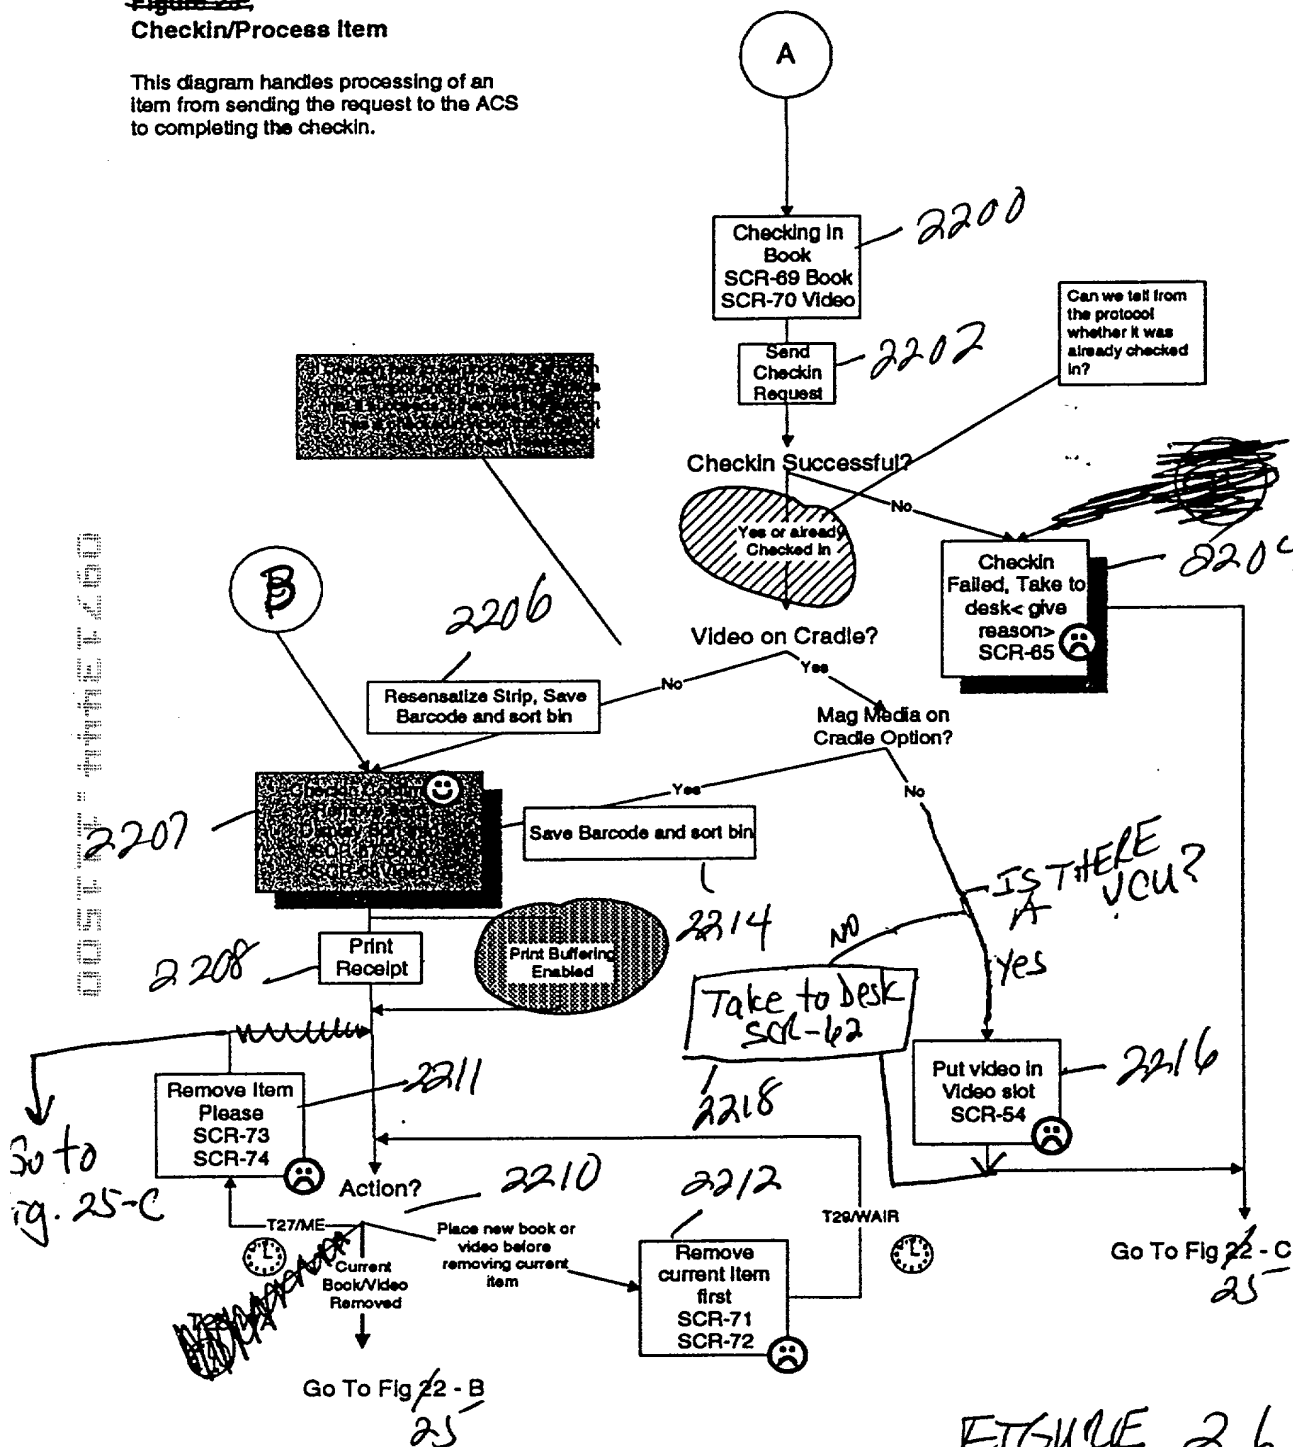 Checkin/Process Item
This diagram handles processing of an
item from sending the request to the ACS
to completing the checkin.
A
Checking In
Book
SCR-69 Book
SCR-70 Video
2200
Send
Checkin
Request
2202
Can we tell from
the protocol
whether it was
already checked
in?
Checkin Successful?
No
Yes or already
Checked In
Checkin
Failed, Take to
desk< give
reason>
SCR-65
B
2206
Video on Cradle?
No
Yes
Resensatize Strip, Save
Barcode and sort bin
Mag Media on
Cradle Option?
Yes
No
2207
Save Barcode and sort bin
2214
IS THERE
A VCU?
NO
Yes
Print
Receipt
2208
Print Buffering
Enabled
Take to Desk
SCR-62
2218
Put video in
Video slot
SCR-54
2216
Remove Item
Please
SCR-73
SCR-74
2211
Go to
25-C
Action?
2210
2212
T27/ME
Current
Book/Video
Removed
Place new book or
video before
removing current
item
Remove
current item
first
SCR-71
SCR-72
T29/WAIR
Go To Fig 22 - C
25
Go To Fig 22 - B
25
FIGURE 26